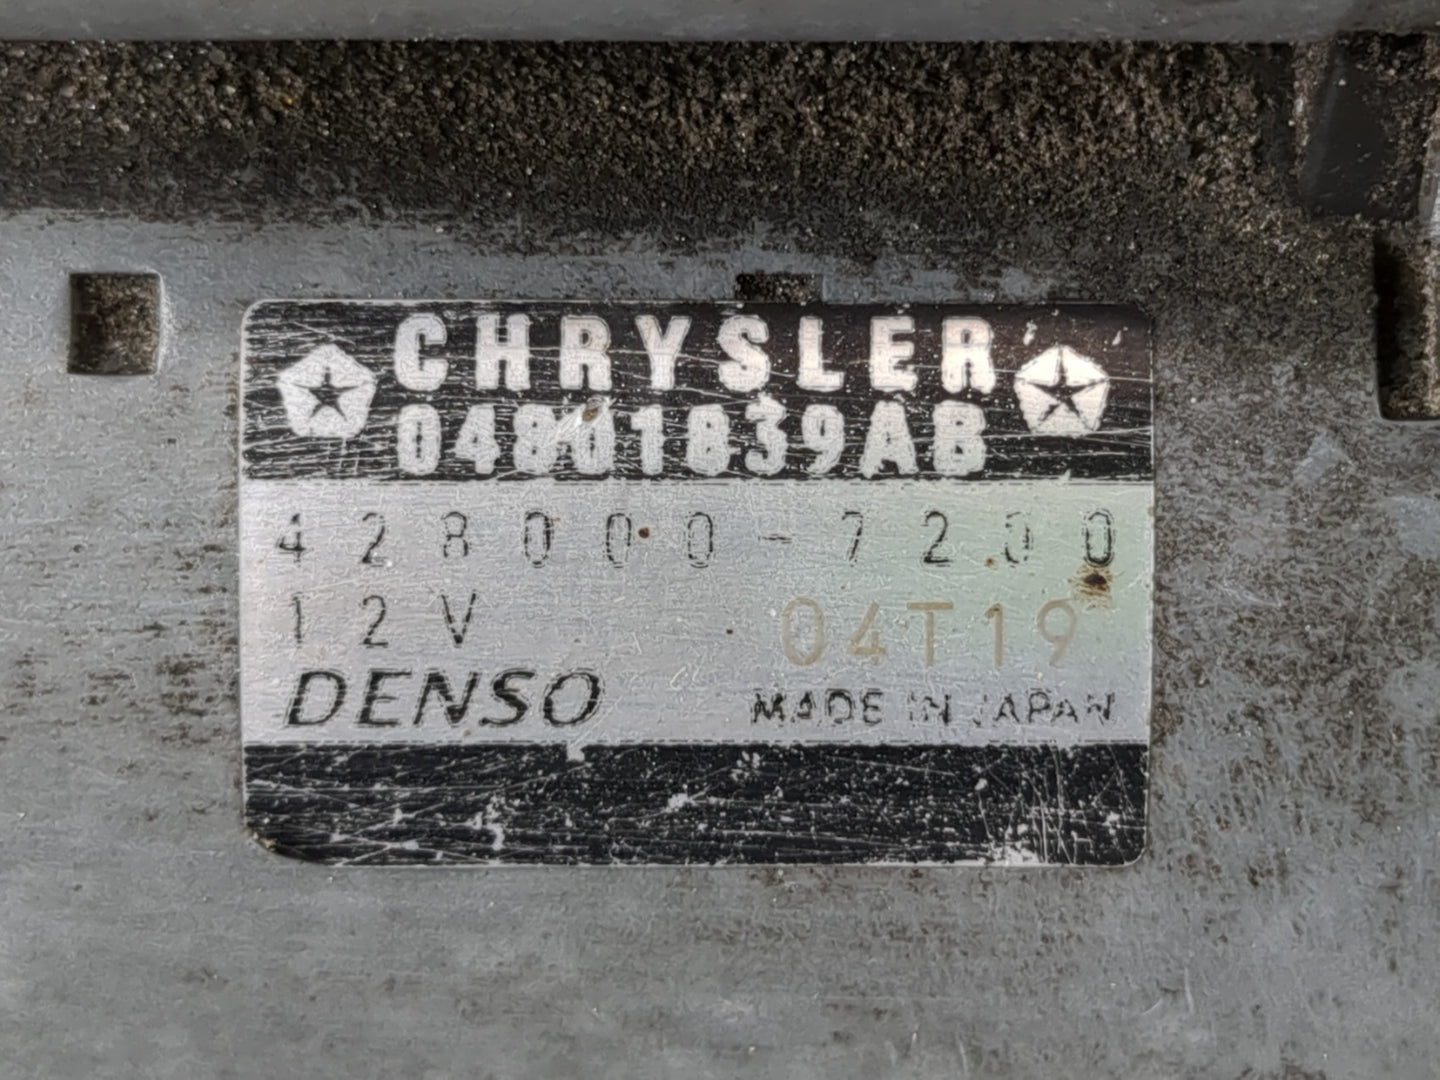 CHRYSLER
04801839AB
428000-7200
12V 04T19
DENSO MADE IN JAPAN